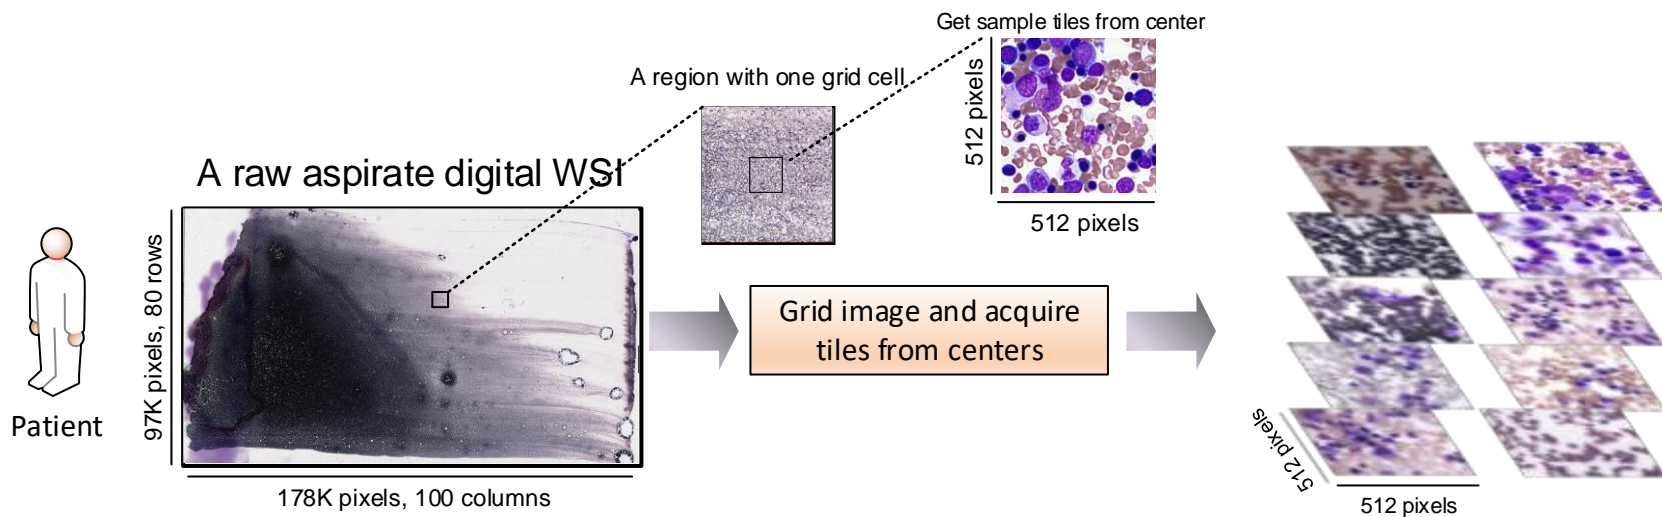 Get sample tiles from center
A region with one grid cell
512 pixels
512 pixels
A raw aspirate digital WSI
97K pixels, 80 rows
178K pixels, 100 columns
Patient
Grid image and acquire
tiles from centers
512 pixels
512 pixels